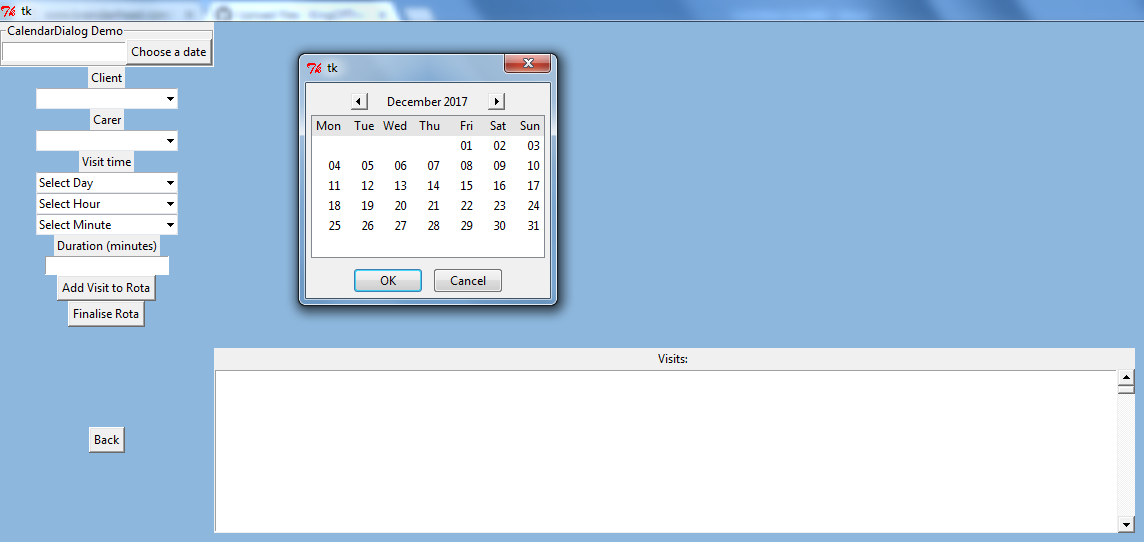 tk
CalendarDialog Demo
Choose a date
Client
Carer
Visit time
Select Day
Select Hour
Select Minute
Duration (minutes)
Add Visit to Rota
Finalise Rota
Back
tk
December 2017
Mon Tue Wed Thu Fri Sat Sun
01 02 03
04 05 06 07 08 09 10
11 12 13 14 15 16 17
18 19 20 21 22 23 24
25 26 27 28 29 30 31
OK Cancel
Visits: